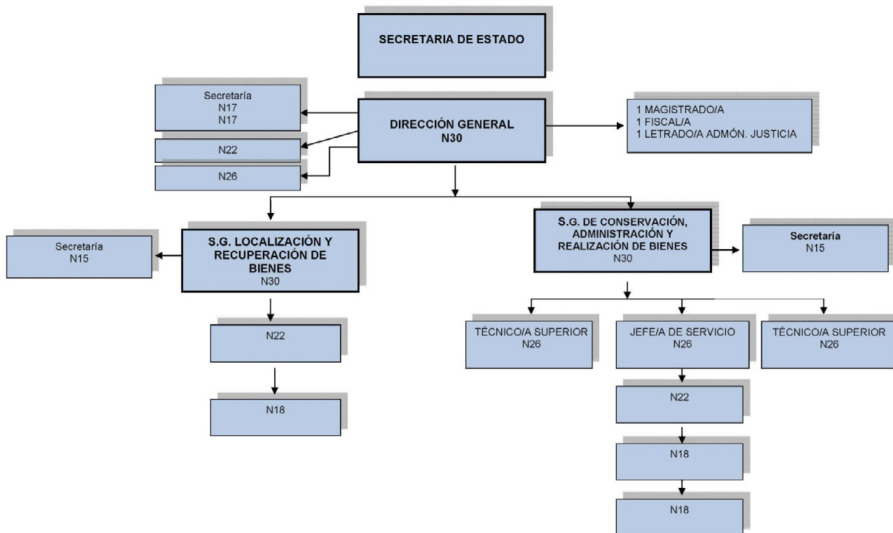 SECRETARIA DE ESTADO
Secretaría
N17
N17
DIRECCIÓN GENERAL
N30
1 MAGISTRADO/A
1 FISCAL/A
1 LETRADO/A ADMÓN. JUSTICIA
N22
N26
S.G. LOCALIZACIÓN Y
RECUPERACIÓN DE
BIENES
N30
S.G. DE CONSERVACIÓN,
ADMINISTRACIÓN Y
REALIZACIÓN DE BIENES
N30
Secretaría
N15
Secretaría
N15
N22
N18
TÉCNICO/A SUPERIOR
N26
JEFE/A DE SERVICIO
N26
TÉCNICO/A SUPERIOR
N26
N22
N18
N18